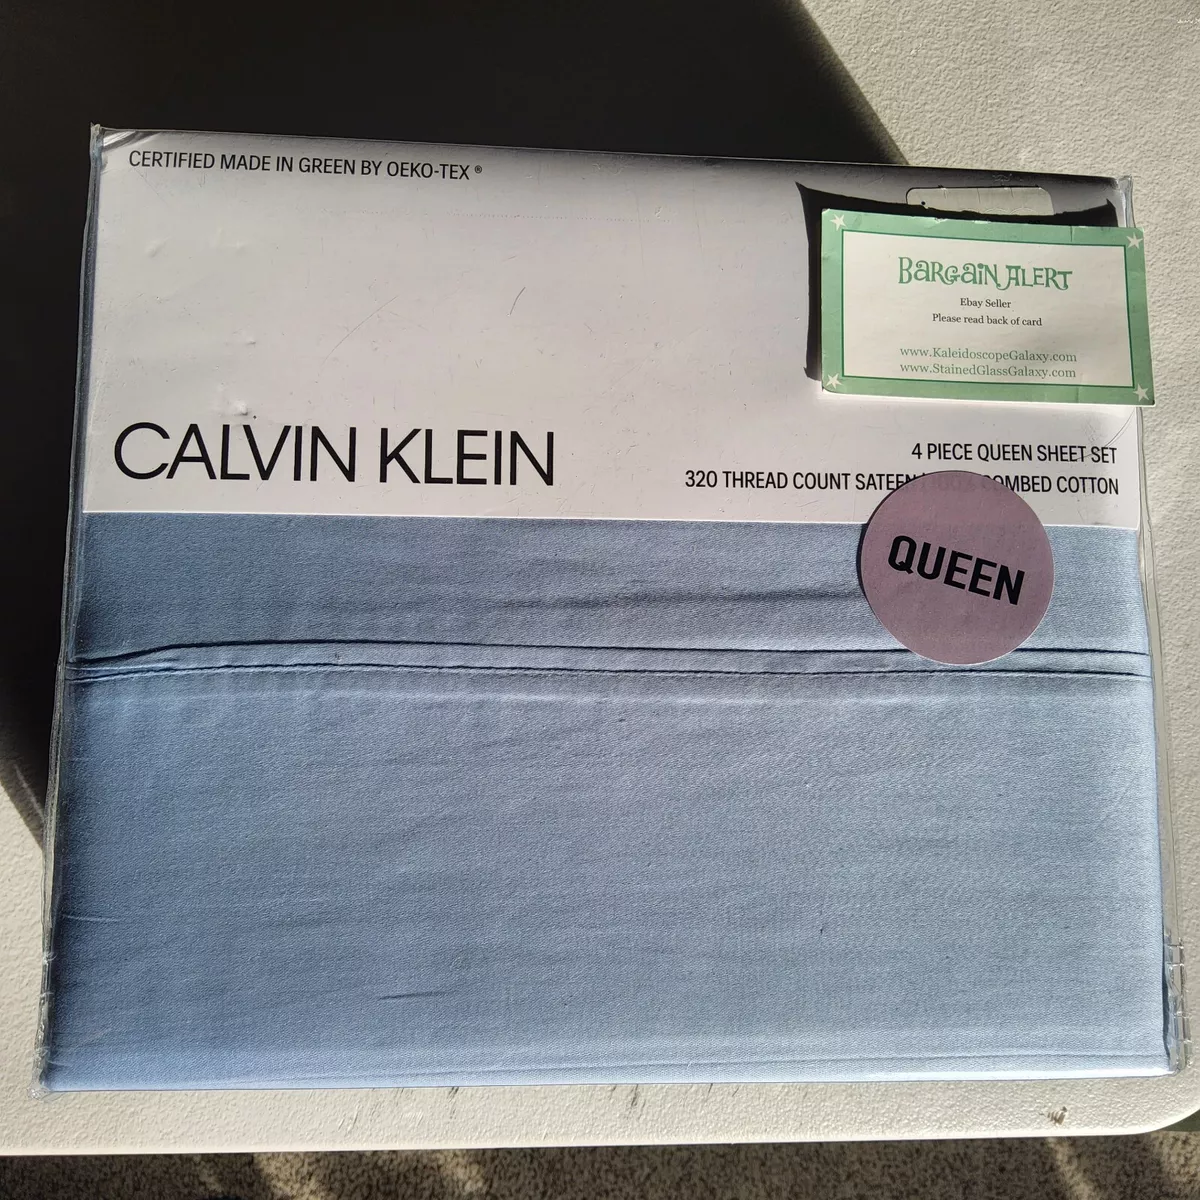 CERTIFIED MADE IN GREEN BY OEKO-TEX ®
BARGAIN ALERT
Ebay Seller
Please read back of card
www.KaleidoscopeGalaxy.com
www.StainedGlassGalaxy.com
CALVIN KLEIN
4 PIECE QUEEN SHEET SET
320 THREAD COUNT SATEEN | 100% COMBED COTTON
QUEEN